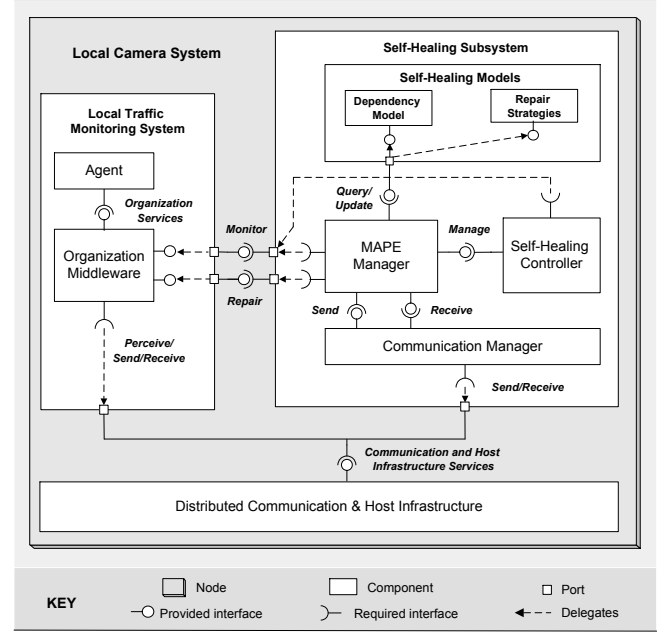 Local Camera System
Self-Healing Subsystem
Self-Healing Models
Dependency
Model
Repair
Strategies
Local Traffic
Monitoring System
Agent
Organization
Services
Organization
Middleware
Monitor
Repair
Query/
Update
MAPE
Manager
Manage
Self-Healing
Controller
Send
Receive
Perceive/
Send/Receive
Communication Manager
Send/Receive
Communication and Host
Infrastructure Services
Distributed Communication & Host Infrastructure
KEY
Node
Component
Port
Provided interface
Required interface
Delegates